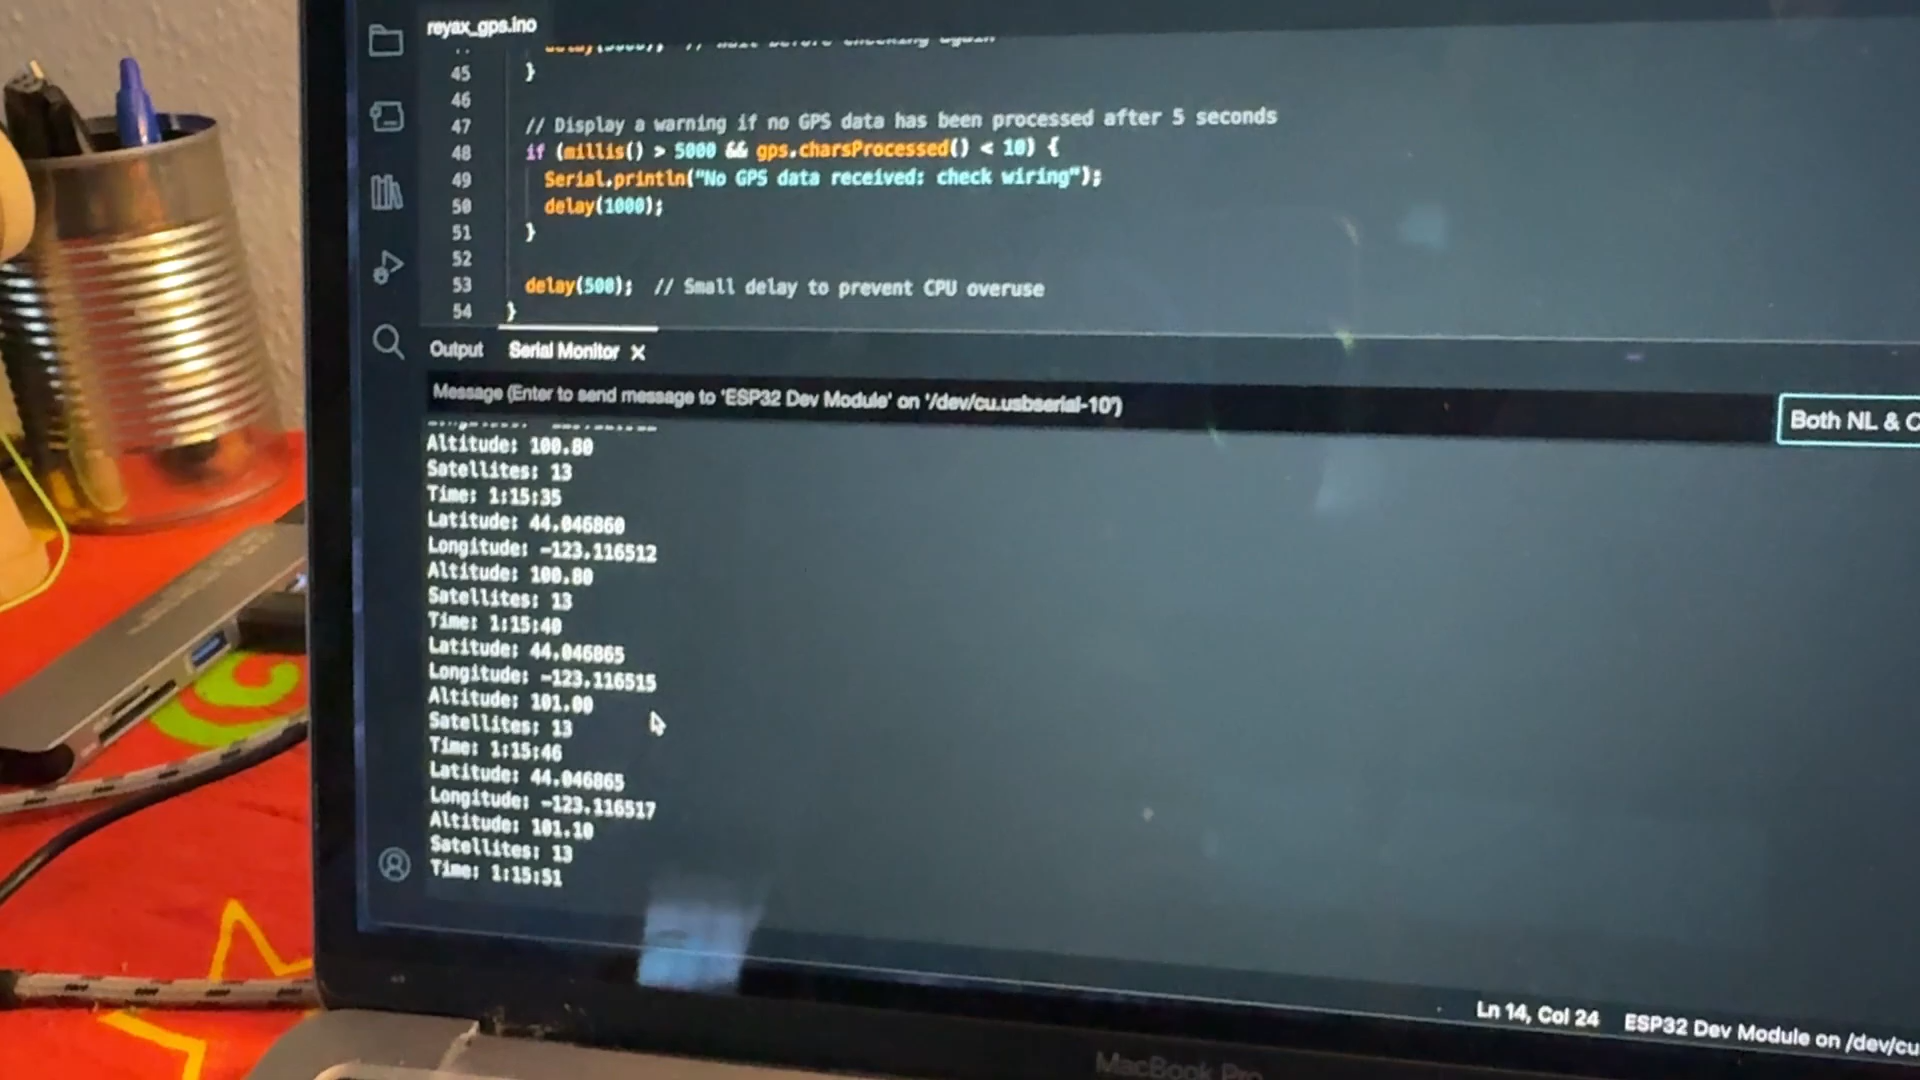 reyax_gps.ino
45 }
46
47 // Display a warning if no GPS data has been processed after 5 seconds
48 if (millis() > 5000 && gps.charsProcessed() < 10) {
49 Serial.println("No GPS data received: check wiring");
50 delay(1000);
51 }
52
53 delay(500); // Small delay to prevent CPU overuse
54 }
Output Serial Monitor
Message (Enter to send message to 'ESP32 Dev Module' on '/dev/cu.usbserial-10')
Both NL & C
Altitude: 100.80
Satellites: 13
Time: 1:15:35
Latitude: 44.046860
Longitude: -123.116512
Altitude: 100.80
Satellites: 13
Time: 1:15:40
Latitude: 44.046865
Longitude: -123.116515
Altitude: 101.00
Satellites: 13
Time: 1:15:46
Latitude: 44.046865
Longitude: -123.116517
Altitude: 101.10
Satellites: 13
Time: 1:15:51
Ln 14, Col 24 ESP32 Dev Module on /dev/cu
MacBook Pro